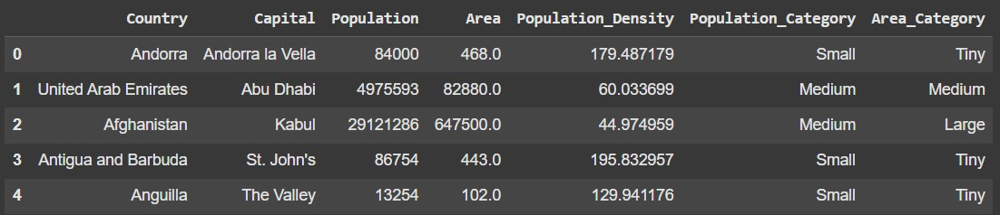 Country Capital Population Area Population_Density Population_Category Area_Category
0 Andorra Andorra la Vella 84000 468.0 179.487179 Small Tiny
1 United Arab Emirates Abu Dhabi 4975593 82880.0 60.033699 Medium Medium
2 Afghanistan Kabul 29121286 647500.0 44.974959 Medium Large
3 Antigua and Barbuda St. John's 86754 443.0 195.832957 Small Tiny
4 Anguilla The Valley 13254 102.0 129.941176 Small Tiny